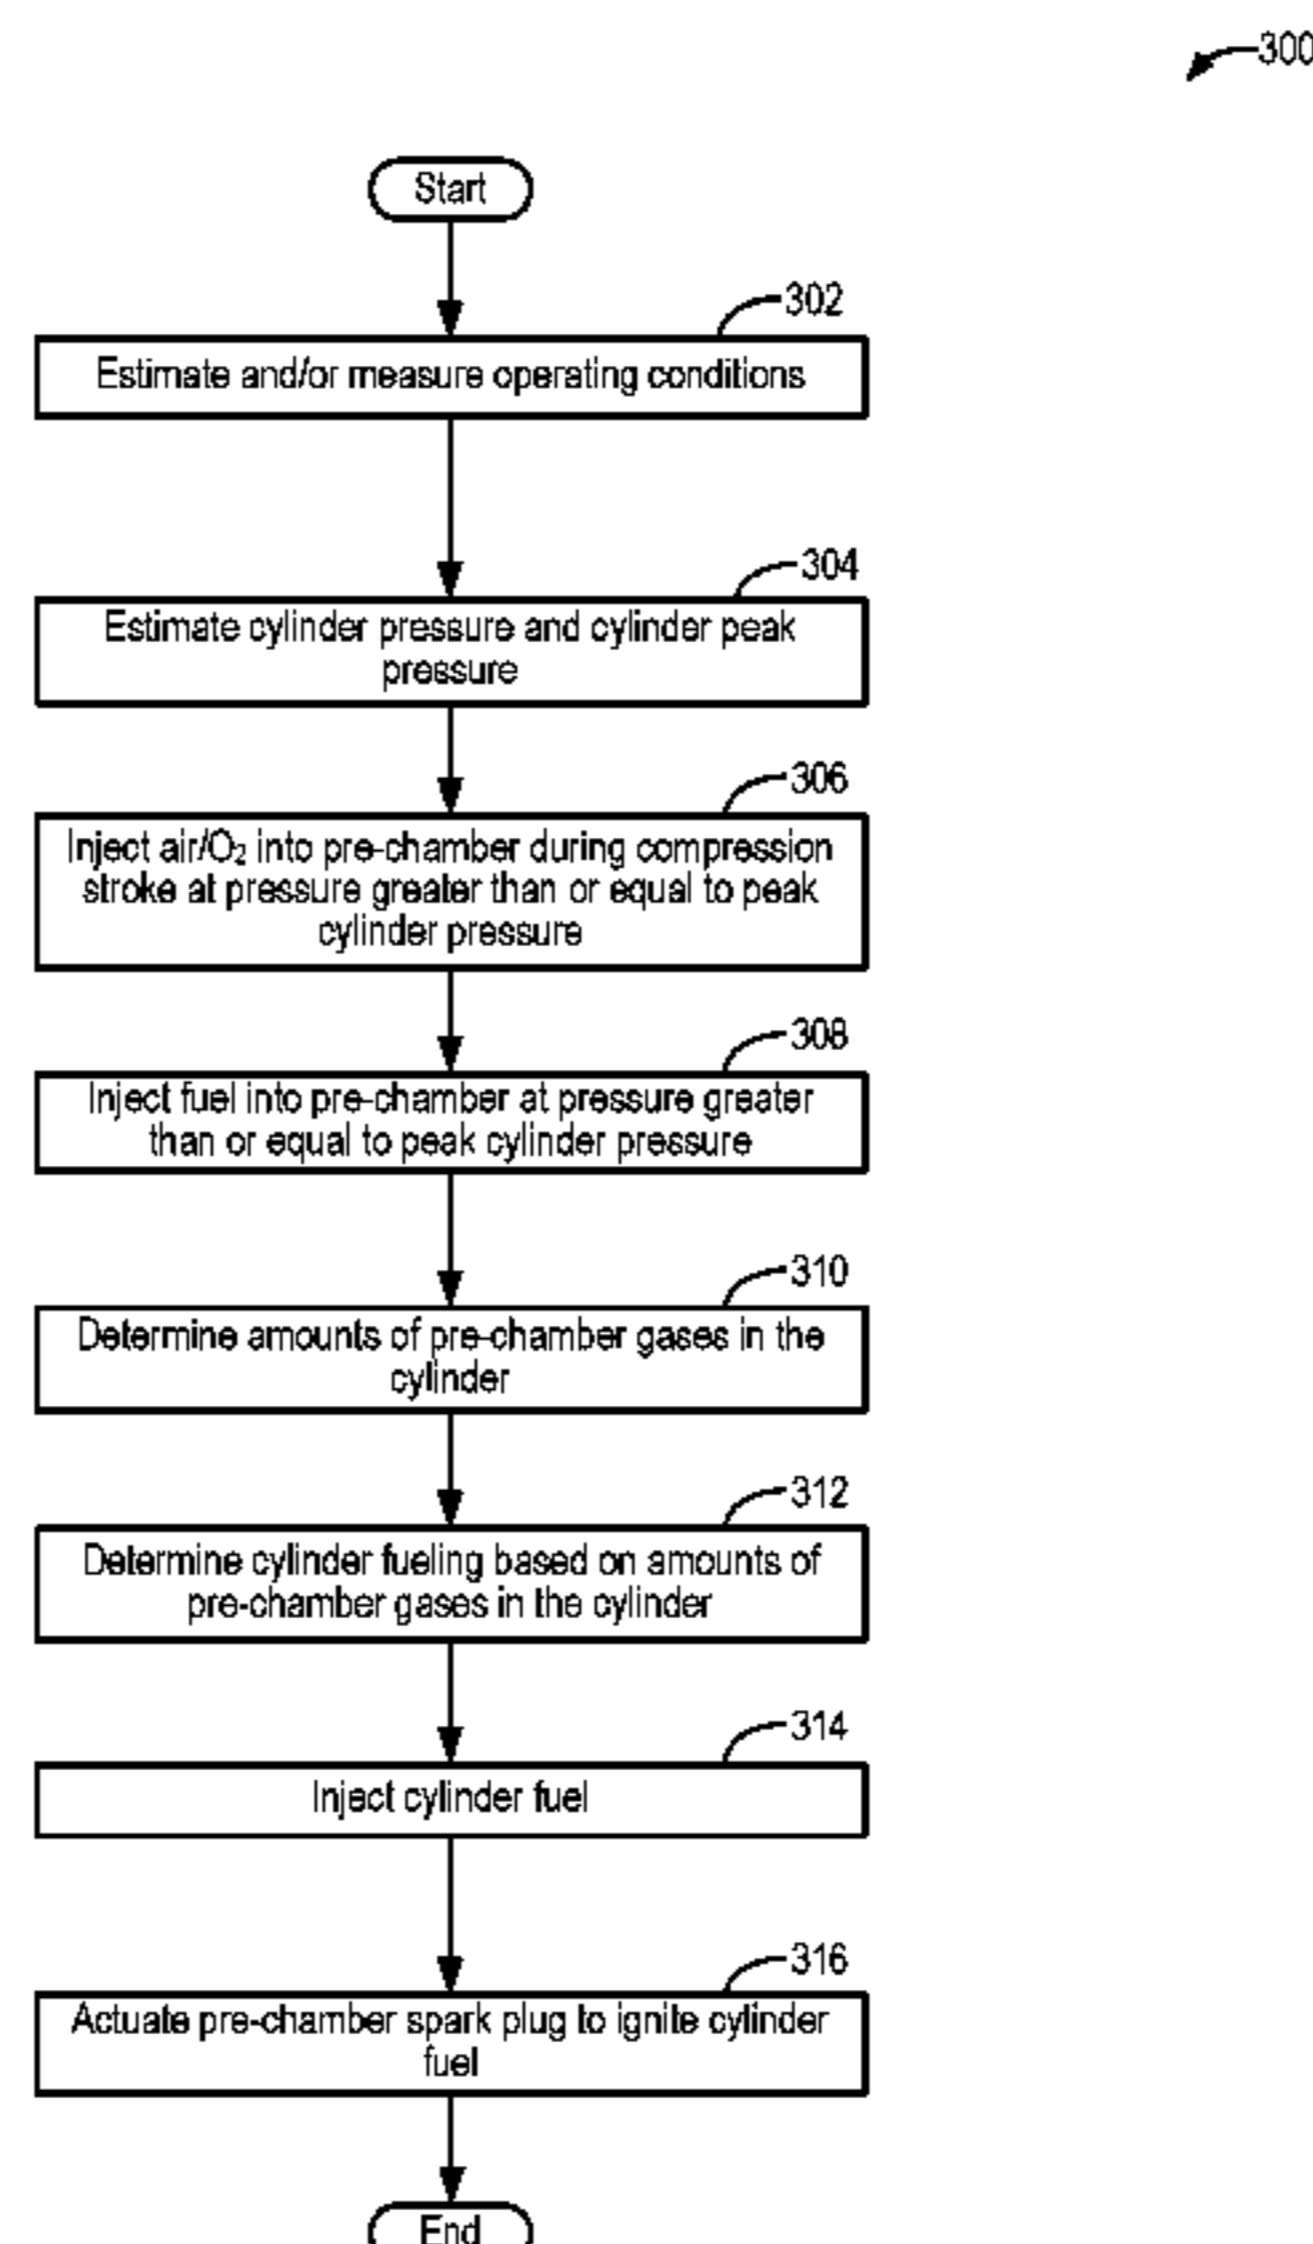 300
Start
302
Estimate and/or measure operating conditions
304
Estimate cylinder pressure and cylinder peak
pressure
306
Inject air/O₂ into pre-chamber during compression
stroke at pressure greater than or equal to peak
cylinder pressure
308
Inject fuel into pre-chamber at pressure greater
than or equal to peak cylinder pressure
310
Determine amounts of pre-chamber gases in the
cylinder
312
Determine cylinder fueling based on amounts of
pre-chamber gases in the cylinder
314
Inject cylinder fuel
316
Actuate pre-chamber spark plug to ignite cylinder
fuel
End